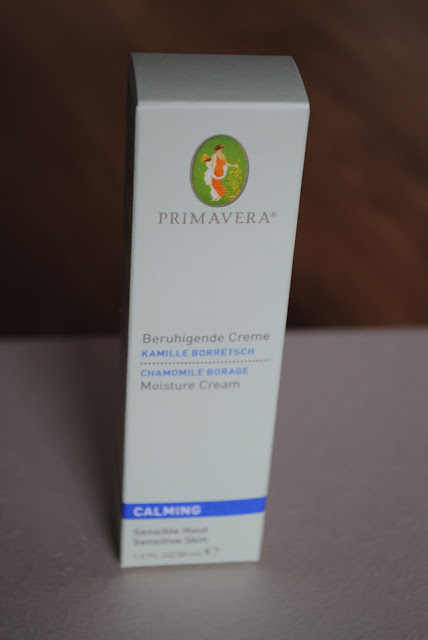 PRIMAVERA®
Beruhigende Creme
KAMILLE BORRETSCH
CHAMOMILE BORAGE
Moisture Cream
CALMING
Sensible Haut
Sensitive Skin